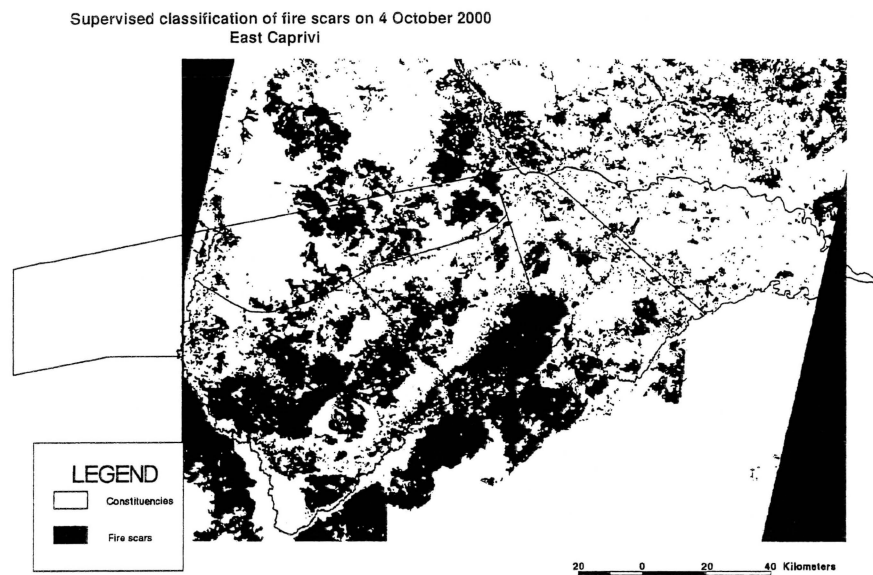 Supervised classification of fire scars on 4 October 2000
East Caprivi
LEGEND
Constituencies
Fire scars
20 0 20 40 Kilometers